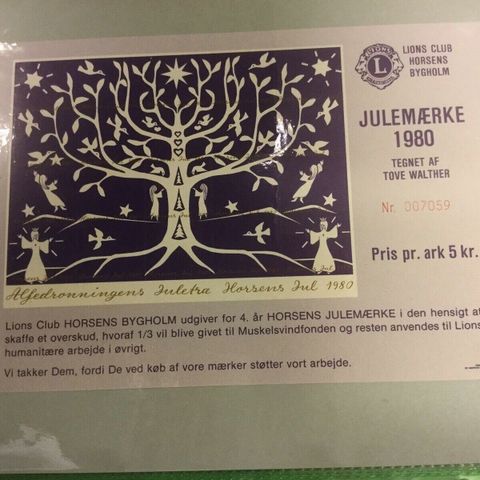 LIONS CLUB
HORSENS
BYGHOLM
LIONS
L
JULEMÆRKE
1980
TEGNET AF
TOVE WALTHER
Nr. 007059
Pris pr. ark 5 kr.
Alfedronningens Juletræ Horsens Jul 1980
Lions Club HORSENS BYGHOLM udgiver for 4. år HORSENS JULEMÆRKE i den hensigt at
skaffe et overskud, hvoraf 1/3 vil blive givet til Muskelsvindfonden og resten anvendes til Lions
humanitære arbejde i øvrigt.
Vi takker Dem, fordi De ved køb af vore mærker støtter vort arbejde.